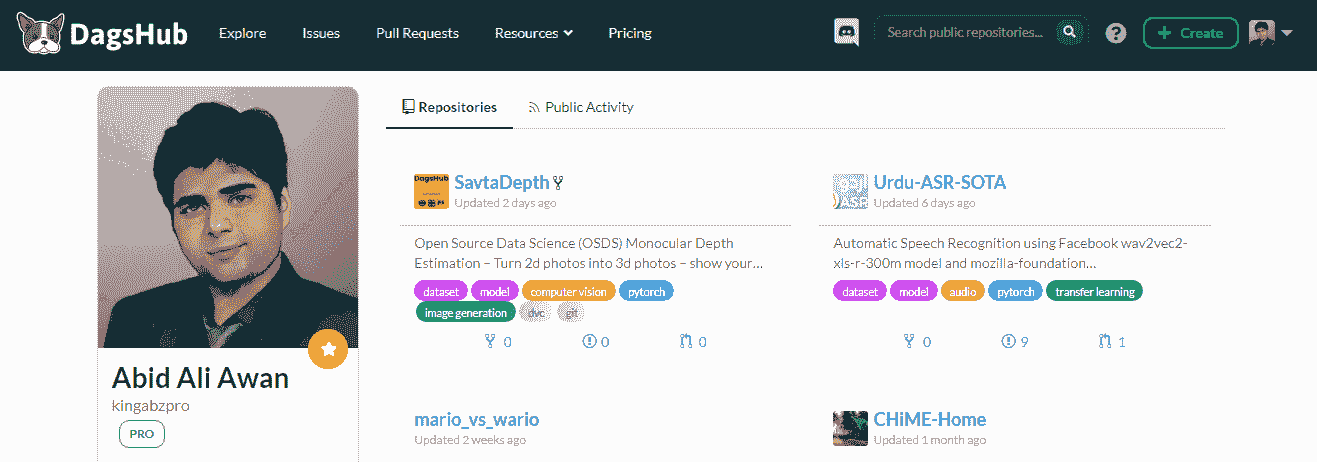 DagsHub
Explore
Issues
Pull Requests
Resources
Pricing
Search public repositories...
Create
Repositories
Public Activity
SavtaDepth
Updated 2 days ago
Open Source Data Science (OSDS) Monocular Depth
Estimation – Turn 2d photos into 3d photos – show your...
dataset
model
computer vision
pytorch
image generation
dvc
git
0
0
0
Urdu-ASR-SOTA
Updated 6 days ago
Automatic Speech Recognition using Facebook wav2vec2-
xls-r-300m model and mozilla-foundation...
dataset
model
audio
pytorch
transfer learning
0
9
1
Abid Ali Awan
kingabzpro
PRO
mario_vs_wario
Updated 2 weeks ago
CHiME-Home
Updated 1 month ago